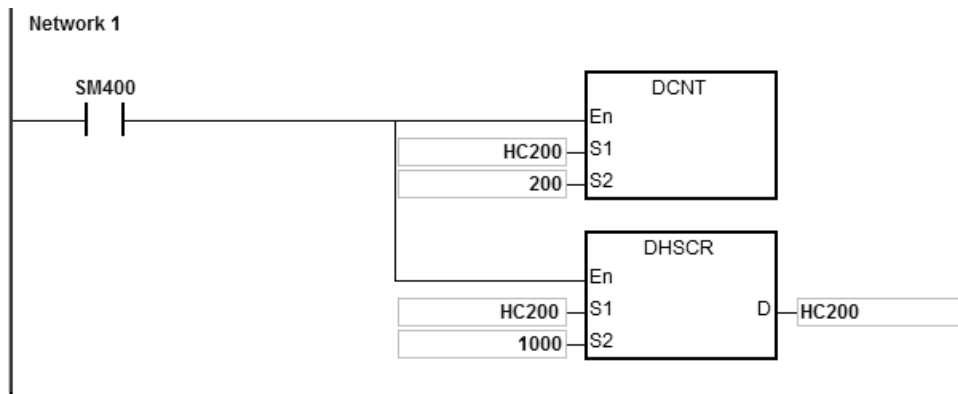 Network 1
SM400
DCNT
En
HC200 S1
200 S2
DHSCR
En
HC200 S1 D HC200
1000 S2